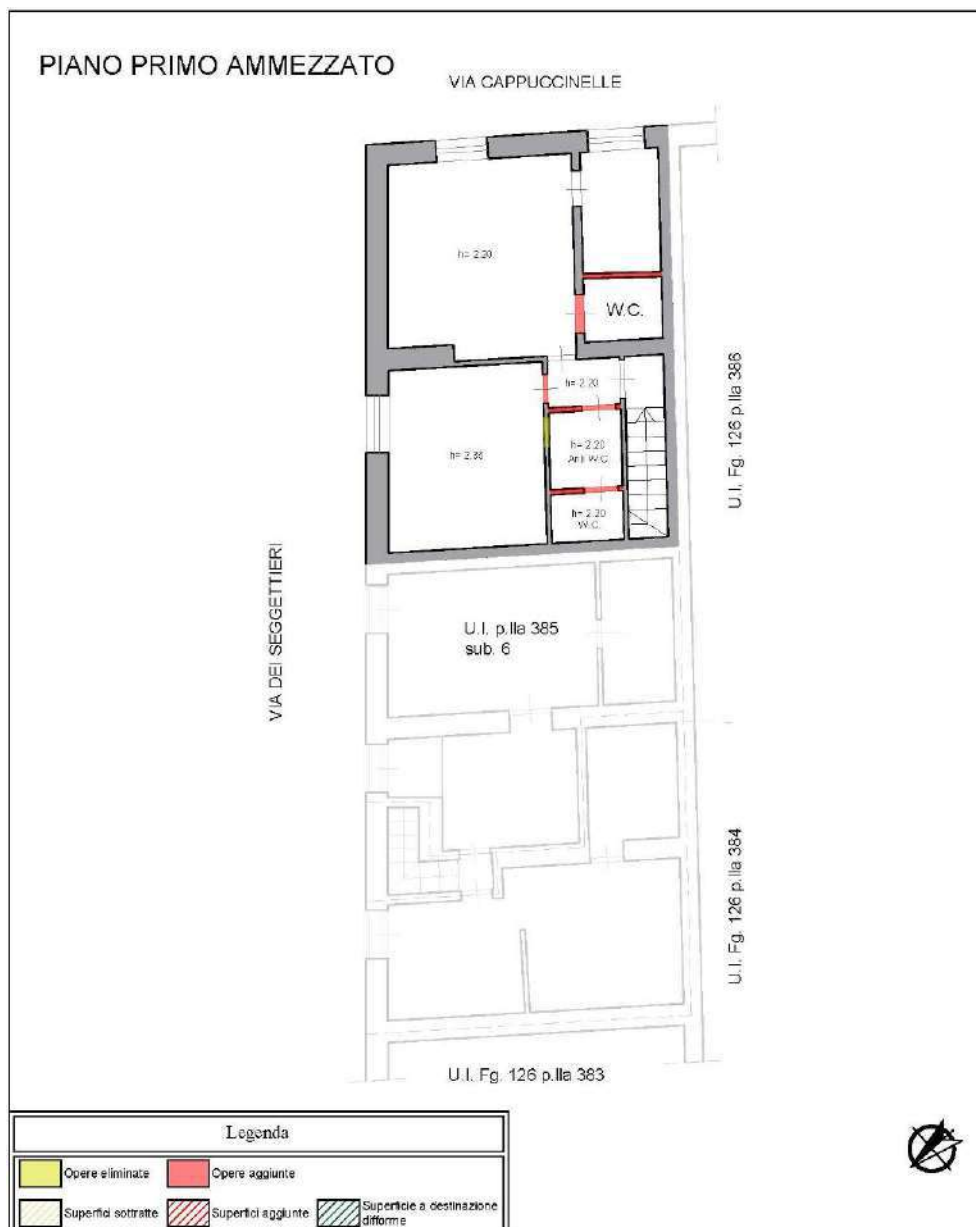 PIANO PRIMO AMMEZZATO
VIA CAPPUCCINELLE
h= 2.20
W.C.
h= 2.20
h= 2.20
Anti W.C.
h= 2.20
W.C.
U.I. Fg. 126 p.lla 386
VIA DEI SEGGETTIERI
U.I. p.lla 385
sub. 6
U.I. Fg. 126 p.lla 384
U.I. Fg. 126 p.lla 383
Legenda
Opere eliminate
Opere aggiunte
Superfici sottratte
Superfici aggiunte
Superficie a destinazione
difforme